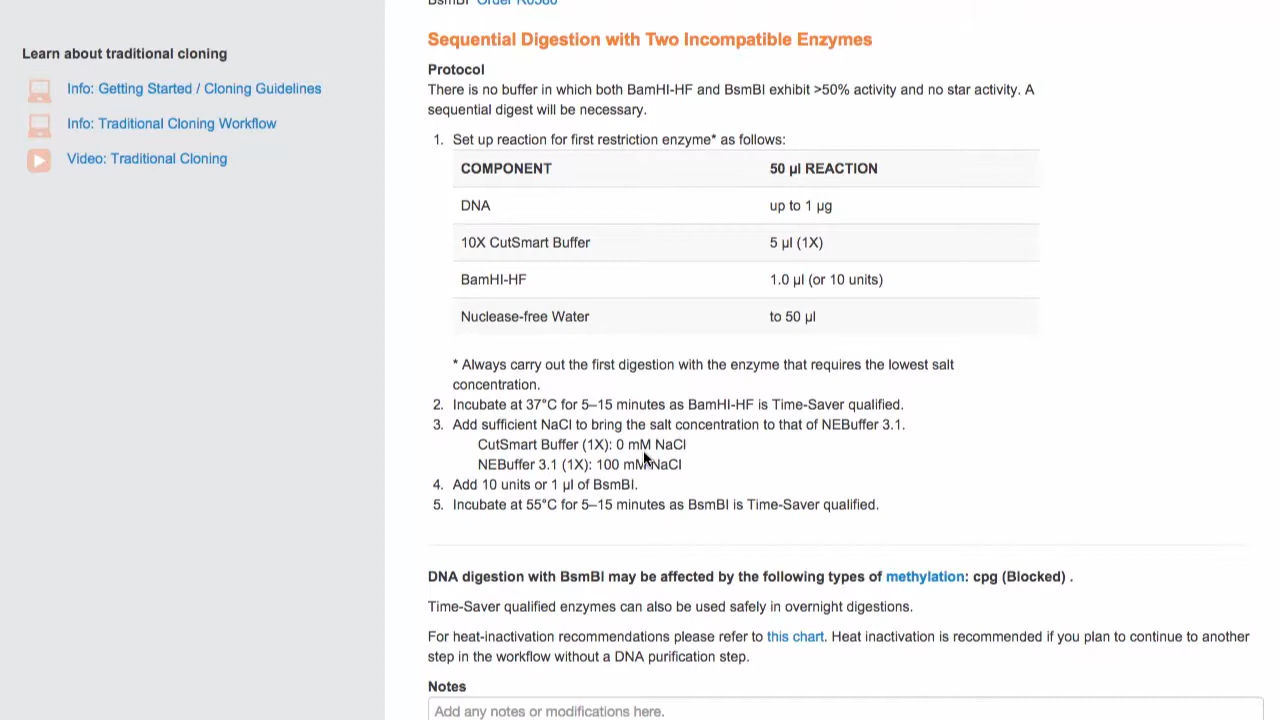 Learn about traditional cloning
Info: Getting Started / Cloning Guidelines
Info: Traditional Cloning Workflow
Video: Traditional Cloning
BsmBI Order R0580
Sequential Digestion with Two Incompatible Enzymes
Protocol
There is no buffer in which both BamHI-HF and BsmBI exhibit >50% activity and no star activity. A
sequential digest will be necessary.
1. Set up reaction for first restriction enzyme* as follows:
COMPONENT 50 µl REACTION
DNA up to 1 µg
10X CutSmart Buffer 5 µl (1X)
BamHI-HF 1.0 µl (or 10 units)
Nuclease-free Water to 50 µl
* Always carry out the first digestion with the enzyme that requires the lowest salt
concentration.
2. Incubate at 37°C for 5–15 minutes as BamHI-HF is Time-Saver qualified.
3. Add sufficient NaCl to bring the salt concentration to that of NEBuffer 3.1.
CutSmart Buffer (1X): 0 mM NaCl
NEBuffer 3.1 (1X): 100 mM NaCl
4. Add 10 units or 1 µl of BsmBI.
5. Incubate at 55°C for 5–15 minutes as BsmBI is Time-Saver qualified.
DNA digestion with BsmBI may be affected by the following types of methylation: cpg (Blocked) .
Time-Saver qualified enzymes can also be used safely in overnight digestions.
For heat-inactivation recommendations please refer to this chart. Heat inactivation is recommended if you plan to continue to another
step in the workflow without a DNA purification step.
Notes
Add any notes or modifications here.